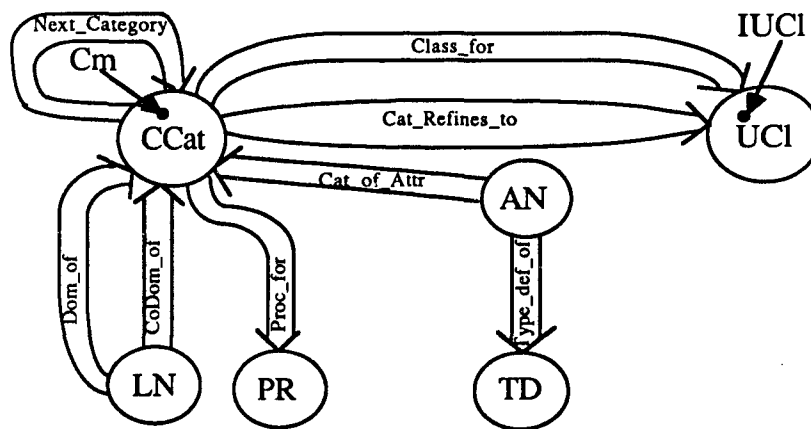 Next_Category
IUCl
Class_for
Cm
CCat
Cat_Refines_to
UCl
Cat_of_Attr
AN
Dom_of
CoDom_of
Proc_for
Type_def_of
LN
PR
TD